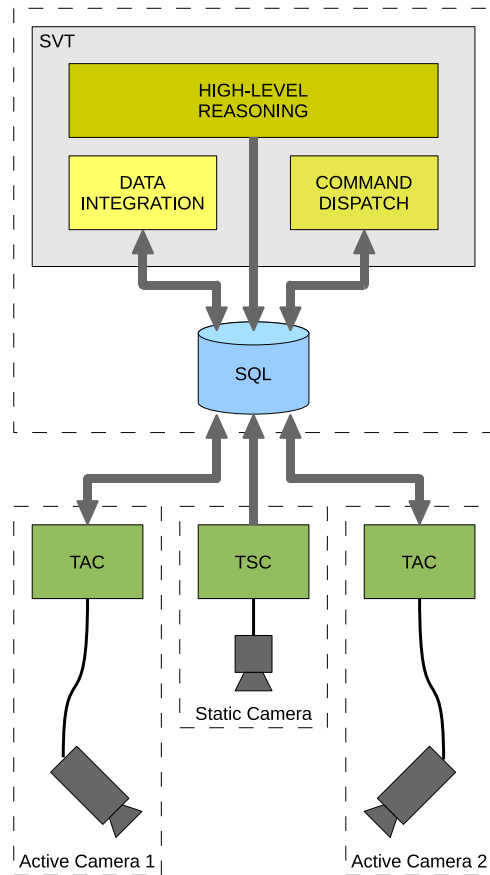 SVT
HIGH-LEVEL
REASONING
DATA
INTEGRATION
COMMAND
DISPATCH
SQL
TAC
TSC
TAC
Static Camera
Active Camera 1
Active Camera 2